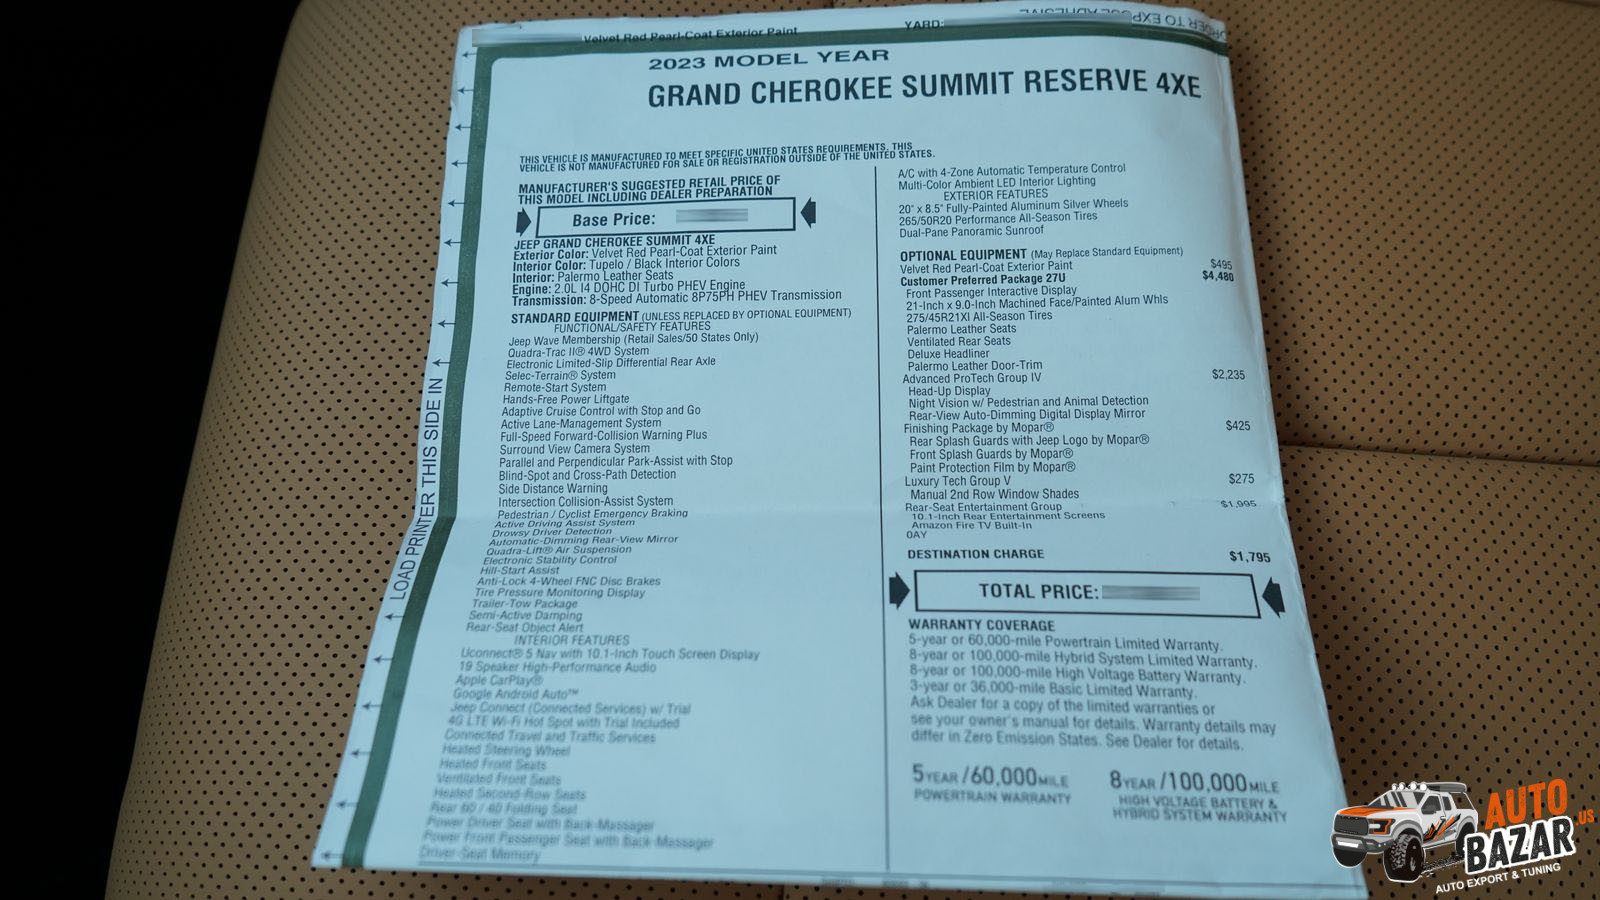 ORDER TO EXPOSE ADHESIVE
Velvet Red Pearl-Coat Exterior Paint
YARD:
2023 MODEL YEAR
GRAND CHEROKEE SUMMIT RESERVE 4XE
THIS VEHICLE IS MANUFACTURED TO MEET SPECIFIC UNITED STATES REQUIREMENTS. THIS
VEHICLE IS NOT MANUFACTURED FOR SALE OR REGISTRATION OUTSIDE OF THE UNITED STATES.
MANUFACTURER'S SUGGESTED RETAIL PRICE OF
THIS MODEL INCLUDING DEALER PREPARATION
Base Price:
JEEP GRAND CHEROKEE SUMMIT 4XE
Exterior Color: Velvet Red Pearl-Coat Exterior Paint
Interior Color: Tupelo / Black Interior Colors
Interior: Palermo Leather Seats
Engine: 2.0L I4 DOHC DI Turbo PHEV Engine
Transmission: 8-Speed Automatic 8P75PH PHEV Transmission
STANDARD EQUIPMENT (UNLESS REPLACED BY OPTIONAL EQUIPMENT)
FUNCTIONAL/SAFETY FEATURES
Jeep Wave Membership (Retail Sales/50 States Only)
Quadra-Trac II® 4WD System
Electronic Limited-Slip Differential Rear Axle
Selec-Terrain® System
Remote-Start System
Hands-Free Power Liftgate
Adaptive Cruise Control with Stop and Go
Active Lane-Management System
Full-Speed Forward-Collision Warning Plus
Surround View Camera System
Parallel and Perpendicular Park-Assist with Stop
Blind-Spot and Cross-Path Detection
Side Distance Warning
Intersection Collision-Assist System
Pedestrian / Cyclist Emergency Braking
Active Driving Assist System
Drowsy Driver Detection
Automatic-Dimming Rear-View Mirror
Quadra-Lift® Air Suspension
Electronic Stability Control
Hill-Start Assist
Anti-Lock 4-Wheel FNC Disc Brakes
Tire Pressure Monitoring Display
Trailer-Tow Package
Semi-Active Damping
Rear-Seat Object Alert
INTERIOR FEATURES
Uconnect® 5 Nav with 10.1-Inch Touch Screen Display
19 Speaker High-Performance Audio
Apple CarPlay®
Google Android Auto™
Jeep Connect (Connected Services) w/ Trial
4G LTE Wi-Fi Hot Spot with Trial Included
Connected Travel and Traffic Services
Heated Steering Wheel
Heated Front Seats
Ventilated Front Seats
Heated Second-Row Seats
Rear 60 / 40 Folding Seat
Power Driver Seat with Back-Massager
Power Front Passenger Seat with Back-Massager
Driver-Seat Memory
A/C with 4-Zone Automatic Temperature Control
Multi-Color Ambient LED Interior Lighting
EXTERIOR FEATURES
20" x 8.5" Fully-Painted Aluminum Silver Wheels
265/50R20 Performance All-Season Tires
Dual-Pane Panoramic Sunroof
OPTIONAL EQUIPMENT (May Replace Standard Equipment)
Velvet Red Pearl-Coat Exterior Paint $495
Customer Preferred Package 27U $4,480
Front Passenger Interactive Display
21-Inch x 9.0-Inch Machined Face/Painted Alum Whls
275/45R21Xl All-Season Tires
Palermo Leather Seats
Ventilated Rear Seats
Deluxe Headliner
Palermo Leather Door-Trim
Advanced ProTech Group IV $2,235
Head-Up Display
Night Vision w/ Pedestrian and Animal Detection
Rear-View Auto-Dimming Digital Display Mirror
Finishing Package by Mopar® $425
Rear Splash Guards with Jeep Logo by Mopar®
Front Splash Guards by Mopar®
Paint Protection Film by Mopar®
Luxury Tech Group V $275
Manual 2nd Row Window Shades
Rear-Seat Entertainment Group $1,995
10.1-Inch Rear Entertainment Screens
Amazon Fire TV Built-In
0AY
DESTINATION CHARGE $1,795
TOTAL PRICE:
WARRANTY COVERAGE
5-year or 60,000-mile Powertrain Limited Warranty.
8-year or 100,000-mile Hybrid System Limited Warranty.
8-year or 100,000-mile High Voltage Battery Warranty.
3-year or 36,000-mile Basic Limited Warranty.
Ask Dealer for a copy of the limited warranties or
see your owner's manual for details. Warranty details may
differ in Zero Emission States. See Dealer for details.
5YEAR/60,000MILE
POWERTRAIN WARRANTY
8YEAR/100,000MILE
HIGH VOLTAGE BATTERY &
HYBRID SYSTEM WARRANTY
LOAD PRINTER THIS SIDE IN
AUTO
BAZAR.US
AUTO EXPORT & TUNING